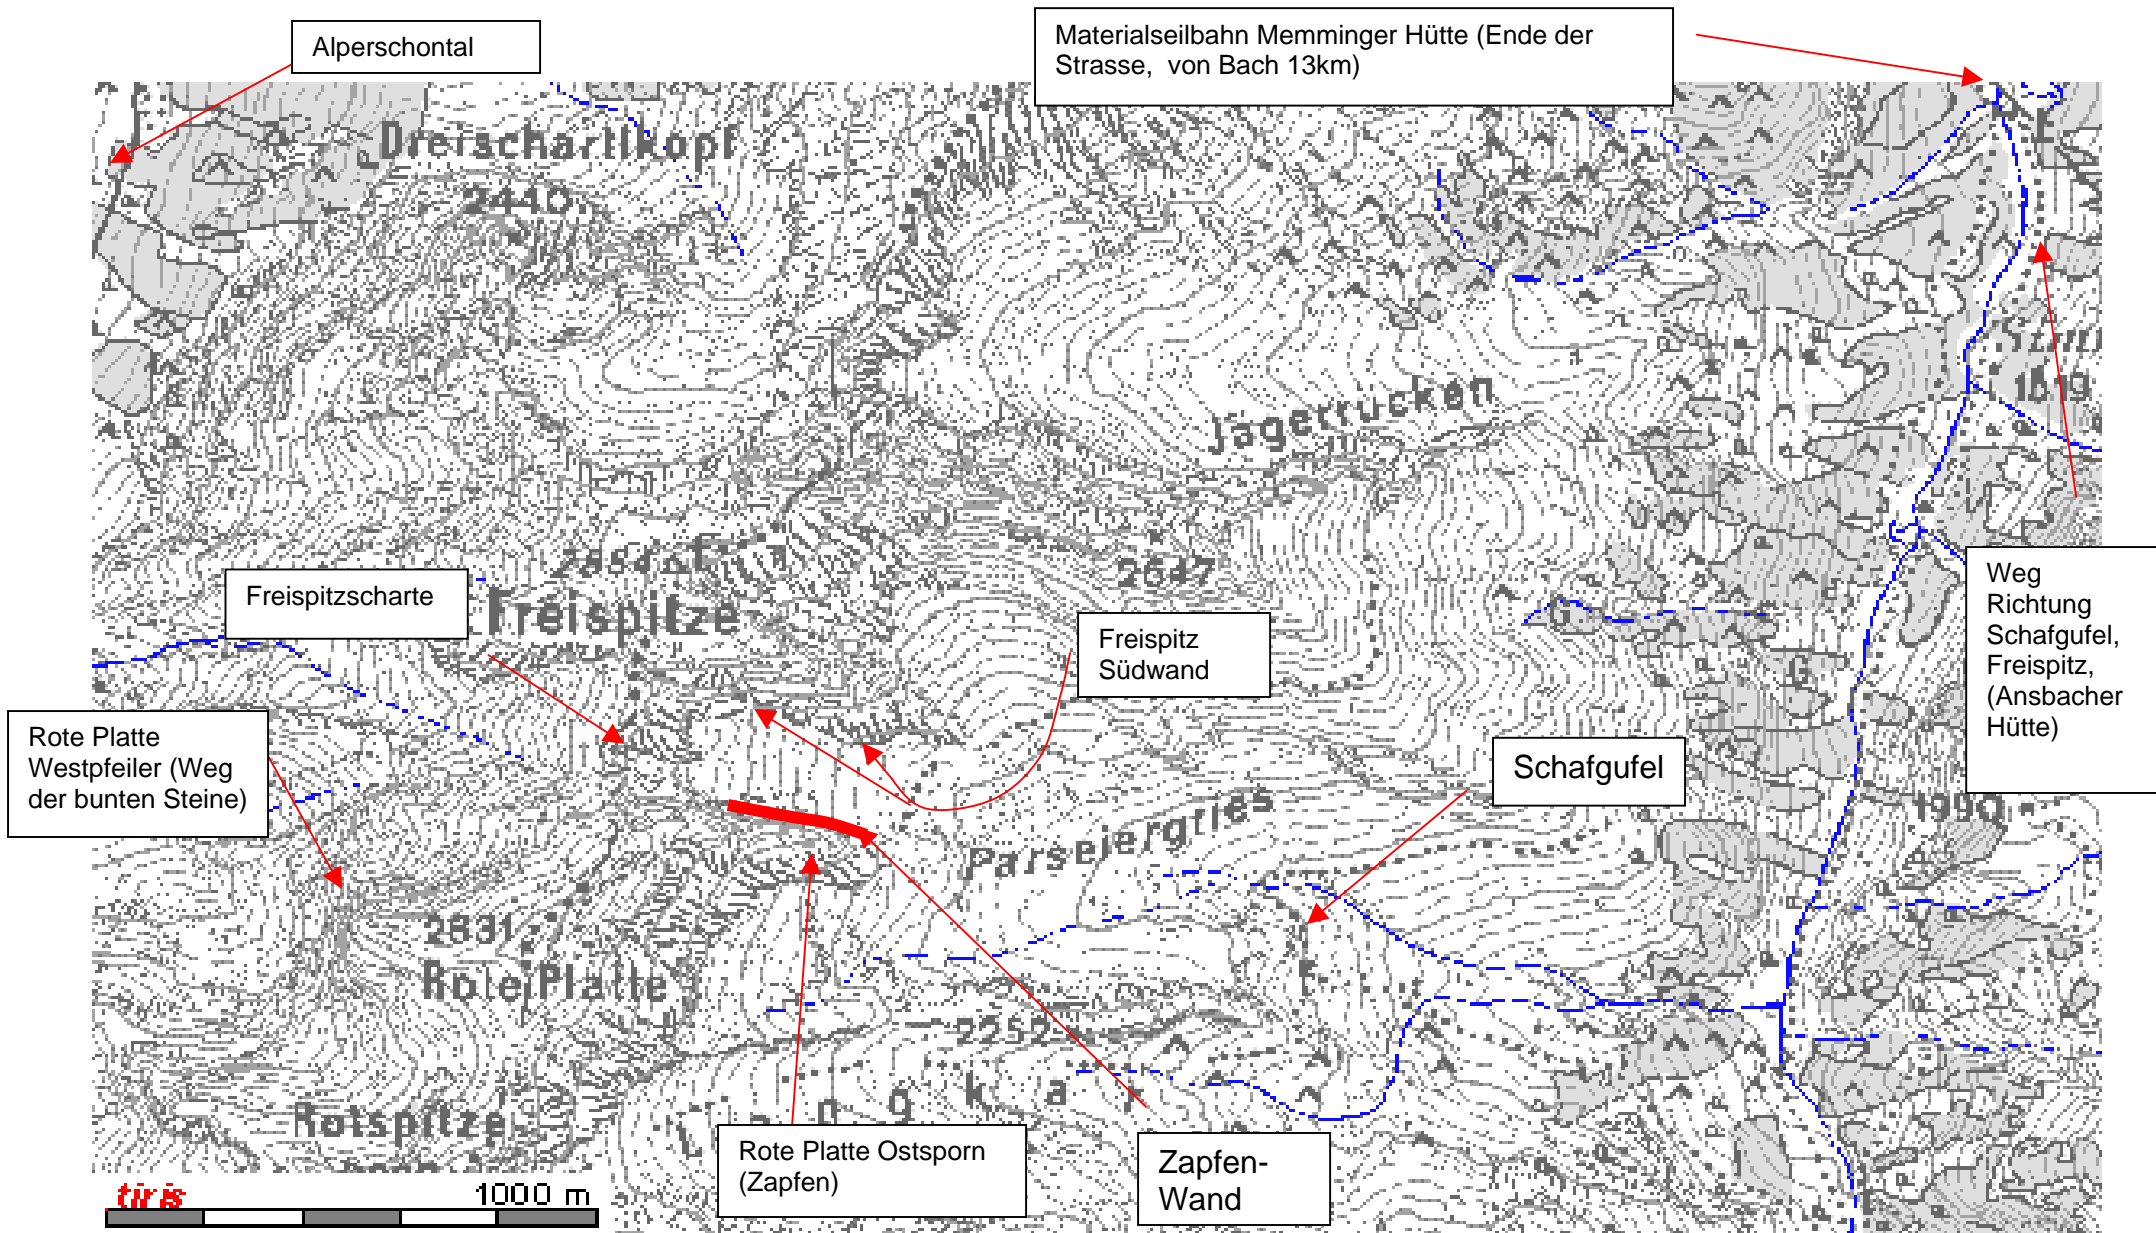 Alperschontal
Materialseilbahn Memminger Hütte (Ende der
Strasse,  von Bach 13km)
Dreischartlkopf
2440
Jägerrücken
1619
2647
Freispitzscharte
Freispitze
Freispitz
Südwand
Weg
Richtung
Schafgufel,
Freispitz,
(Ansbacher
Hütte)
Rote Platte
Westpfeiler (Weg
der bunten Steine)
Schafgufel
Parseiergries
1990
2831
Rote Platte
2252
Langkar
Rotspitze
Rote Platte Ostsporn
(Zapfen)
Zapfen-
Wand
tiris
1000 m